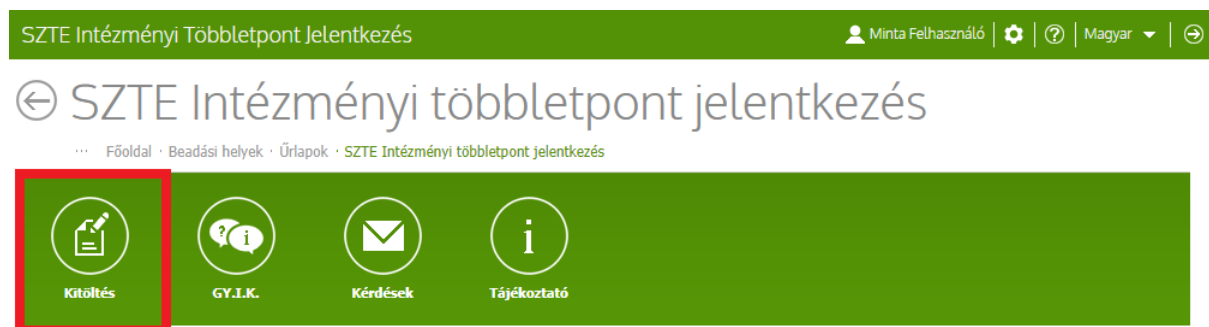 SZTE Intézményi Többletpont Jelentkezés Minta Felhasználó Magyar
SZTE Intézményi többletpont jelentkezés
··· Főoldal · Beadási helyek · Űrlapok · SZTE Intézményi többletpont jelentkezés
Kitöltés GY.I.K. Kérdések Tájékoztató